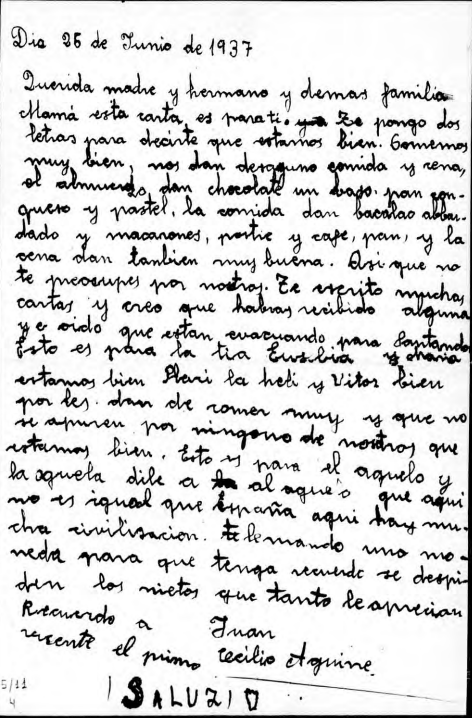 Dia 26 de Junio de 1937
Querida madre y hermano y demas familia
Mamá esta carta es para ti. Te pongo dos
letras para decirte que estamos bien. Comemos
muy bien, nos dan desayuno comida y cena,
el almuerzo, dan chocolate un baso. pan con
queso y pastel, la comida dan bacalao abbar
dado y macarones, postre y cafe, pan, y la
cena dan tanbien muy buena. Asi que no
te preocupes por nostros. Te escrito muchas
cartas y creo que habras recibido alguna
y e oido que estan evacuando para Santander
Esto es para la tia Eusebia y Maria
estamos bien la heli y Vitor bien
por les dan de comer muy y que no
se apuren por ninguno de nostros que
estamos bien. Esto es para el aguelo y
la aguela dile a al aguelo que aqui
no es igual que España aqui hay mu-
cha civilisacion. te le mando una mo-
neda para que tenga recuerdo se despi-
den los nietos que tanto le aprecian
Recuerdo a Juan
el primo Cecilio Aguirre.
¡SALUZIO
5/11
4